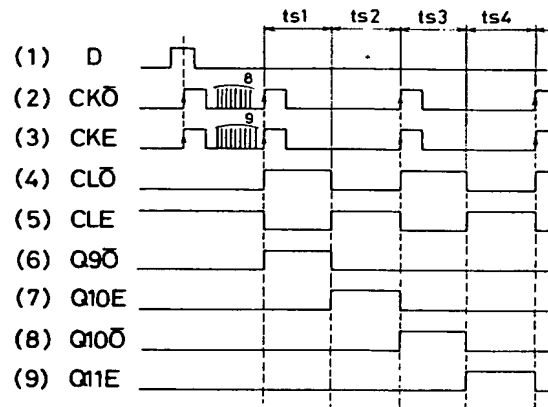 ts1 ts2 ts3 ts4
(1) D
8
(2) CKŌ
9
(3) CKE
(4) CLŌ
(5) CLE
(6) Q9Ō
(7) Q10E
(8) Q10Ō
(9) Q11E